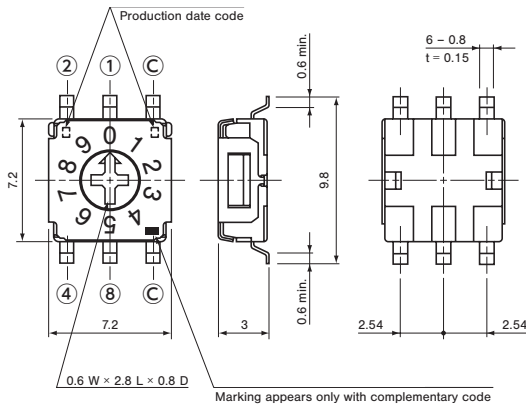 Production date code
6 – 0.8
t = 0.15
2 1 C
0.6 min.
0
1
2
3
4
5
6
7
8
9
7.2
9.8
4 8 C
0.6 min.
7.2
3
2.54
2.54
0.6 W × 2.8 L × 0.8 D
Marking appears only with complementary code